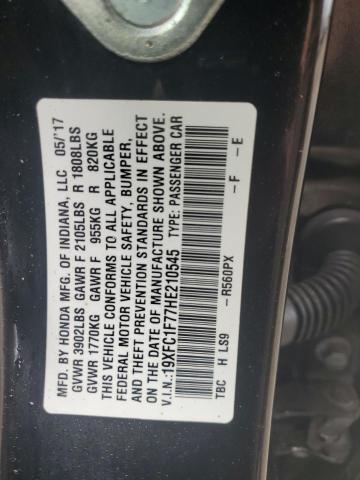 MFD. BY HONDA MFG. OF INDIANA, LLC 05/'17
GVWR 3902LBS GAWR F 2105LBS R 1808LBS
GVWR 1770KG GAWR F 955KG R 820KG
THIS VEHICLE CONFORMS TO ALL APPLICABLE
FEDERAL MOTOR VEHICLE SAFETY, BUMPER,
AND THEFT PREVENTION STANDARDS IN EFFECT
ON THE DATE OF MANUFACTURE SHOWN ABOVE
V.I.N.:19XFC1F77HE210545 TYPE: PASSENGER CAR
TBC H LS9 -R560PX -F -E